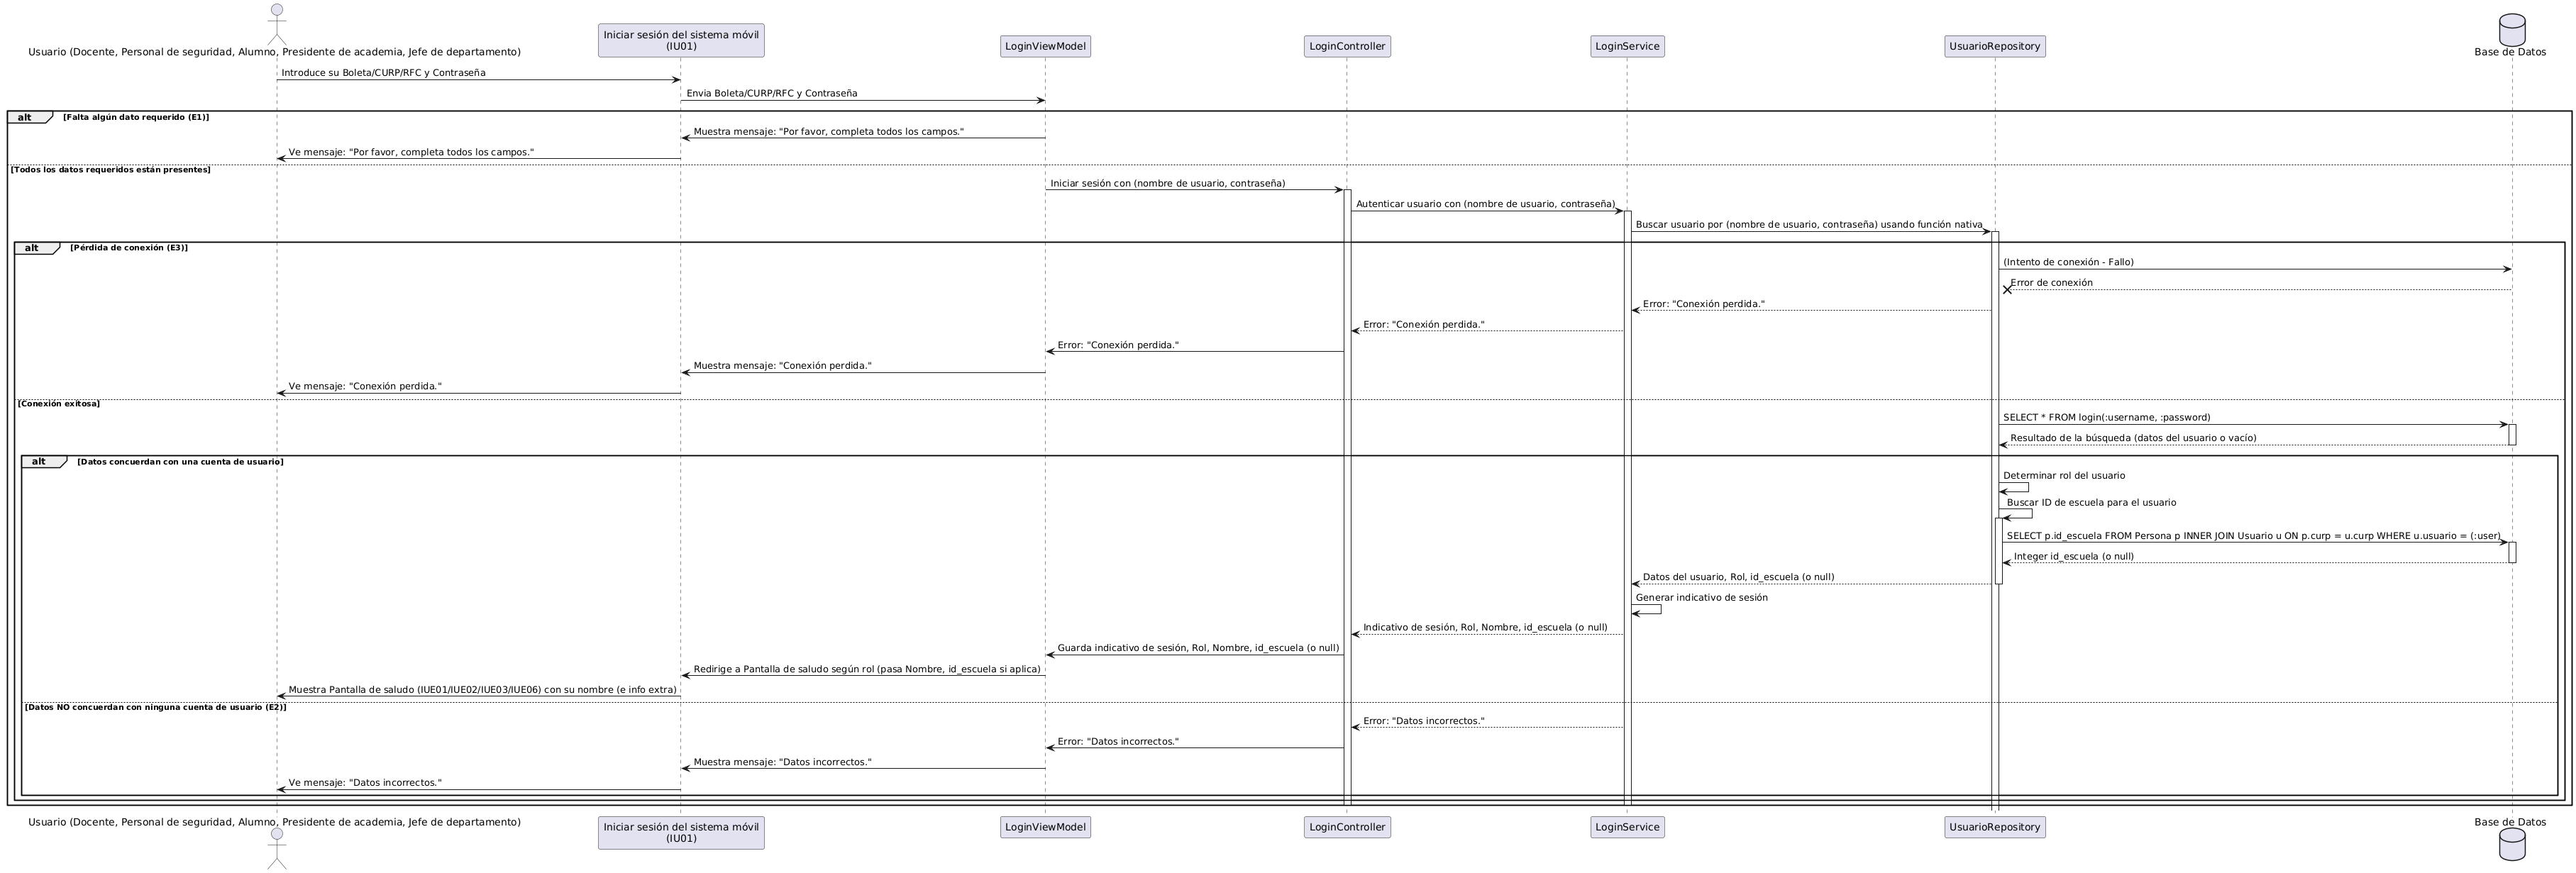 Usuario (Docente, Personal de seguridad, Alumno, Presidente de academia, Jefe de departamento)
Iniciar sesión del sistema móvil
(IU01)
LoginViewModel
LoginController
LoginService
UsuarioRepository
Base de Datos
Introduce su Boleta/CURP/RFC y Contraseña
Envia Boleta/CURP/RFC y Contraseña
alt [Falta algún dato requerido (E1)]
Muestra mensaje: "Por favor, completa todos los campos."
Ve mensaje: "Por favor, completa todos los campos."
[Todos los datos requeridos están presentes]
Iniciar sesión con (nombre de usuario, contraseña)
Autenticar usuario con (nombre de usuario, contraseña)
Buscar usuario por (nombre de usuario, contraseña) usando función nativa
alt [Pérdida de conexión (E3)]
(Intento de conexión - Fallo)
Error de conexión
Error: "Conexión perdida."
Error: "Conexión perdida."
Error: "Conexión perdida."
Muestra mensaje: "Conexión perdida."
Ve mensaje: "Conexión perdida."
[Conexión exitosa]
SELECT * FROM login(:username, :password)
Resultado de la búsqueda (datos del usuario o vacío)
alt [Datos concuerdan con una cuenta de usuario]
Determinar rol del usuario
Buscar ID de escuela para el usuario
SELECT p.id_escuela FROM Persona p INNER JOIN Usuario u ON p.curp = u.curp WHERE u.usuario = (:user)
Integer id_escuela (o null)
Datos del usuario, Rol, id_escuela (o null)
Generar indicativo de sesión
Indicativo de sesión, Rol, Nombre, id_escuela (o null)
Guarda indicativo de sesión, Rol, Nombre, id_escuela (o null)
Redirige a Pantalla de saludo según rol (pasa Nombre, id_escuela si aplica)
Muestra Pantalla de saludo (IUE01/IUE02/IUE03/IUE06) con su nombre (e info extra)
[Datos NO concuerdan con ninguna cuenta de usuario (E2)]
Error: "Datos incorrectos."
Error: "Datos incorrectos."
Muestra mensaje: "Datos incorrectos."
Ve mensaje: "Datos incorrectos."
Usuario (Docente, Personal de seguridad, Alumno, Presidente de academia, Jefe de departamento)
Iniciar sesión del sistema móvil
(IU01)
LoginViewModel
LoginController
LoginService
UsuarioRepository
Base de Datos